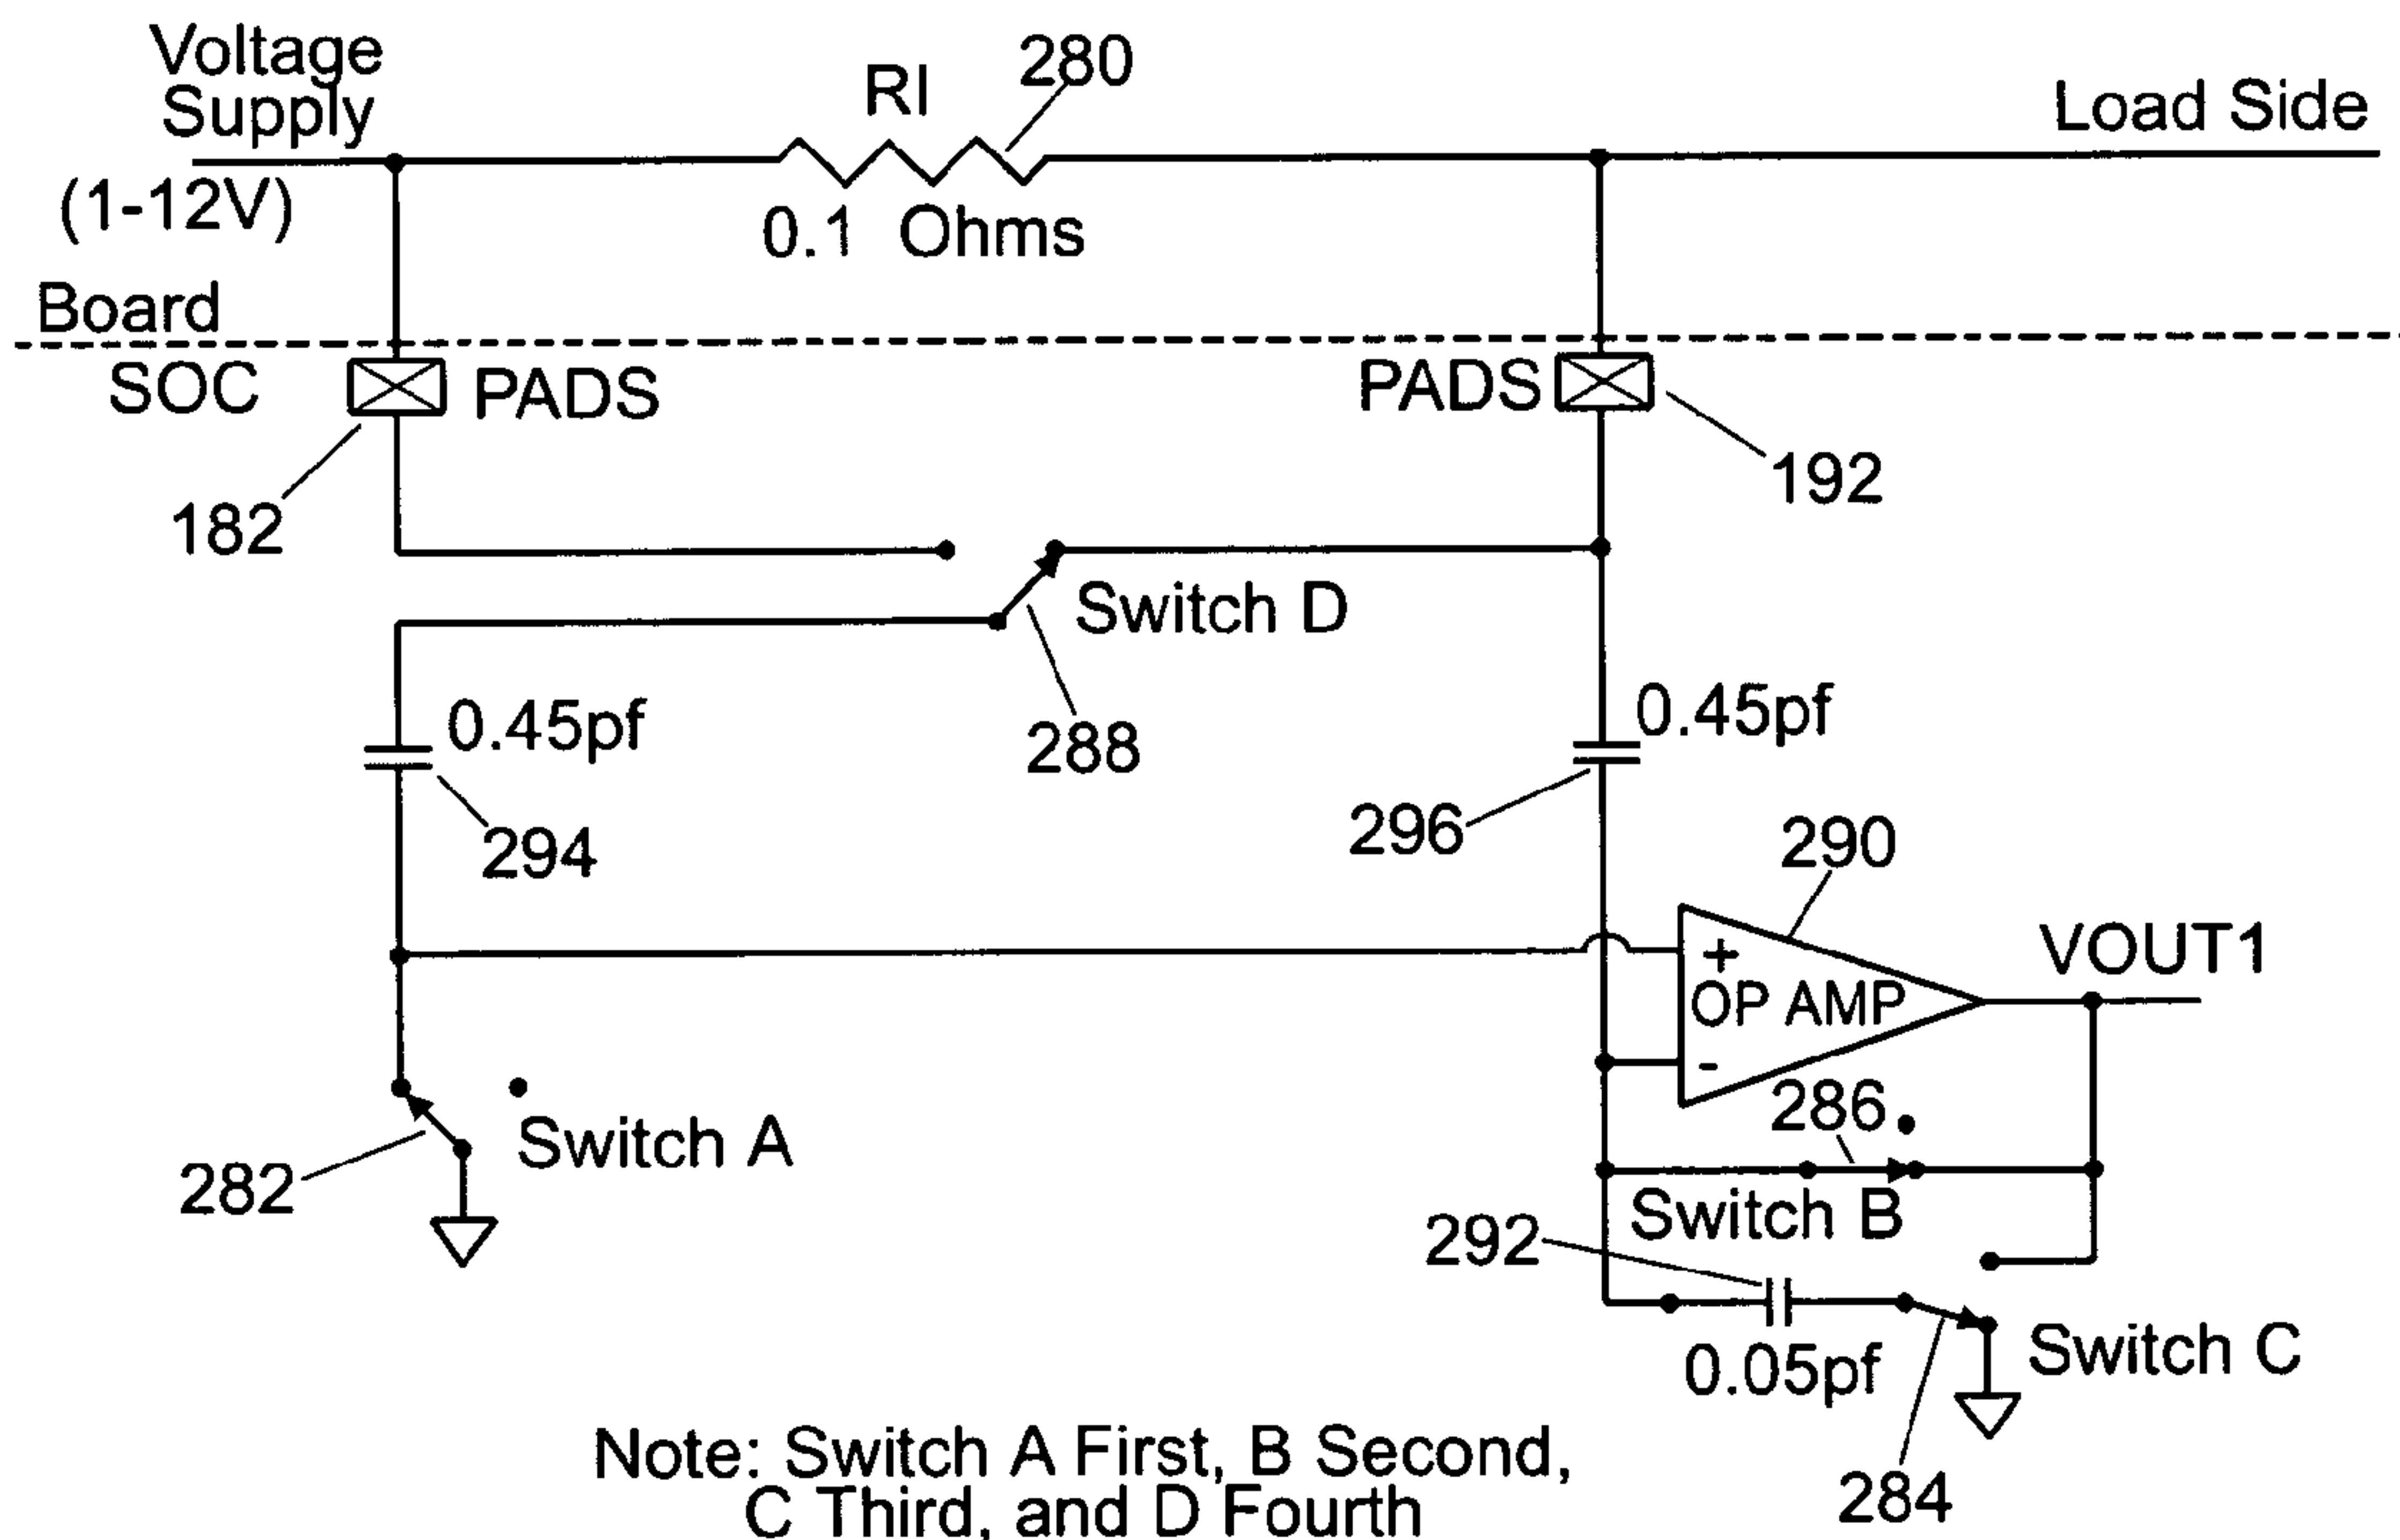 Voltage
Supply
(1-12V)
RI
280
0.1 Ohms
Load Side
Board
SOC
PADS
PADS
182
192
Switch D
288
0.45pf
294
0.45pf
296
290
+
OP AMP
-
VOUT1
286
Switch A
282
Switch B
292
0.05pf
Switch C
284
Note: Switch A First, B Second,
C Third, and D Fourth